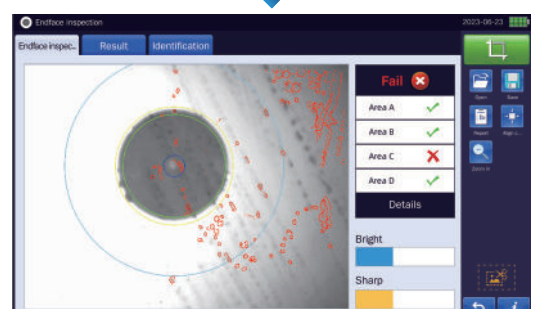 Endface Inspection
2023-06-23
Endface inspec..
Result
Identification
Fail
Area A
Area B
Area C
Area D
Details
Bright
Sharp
Open
Save
Report
Align L...
Zoom in